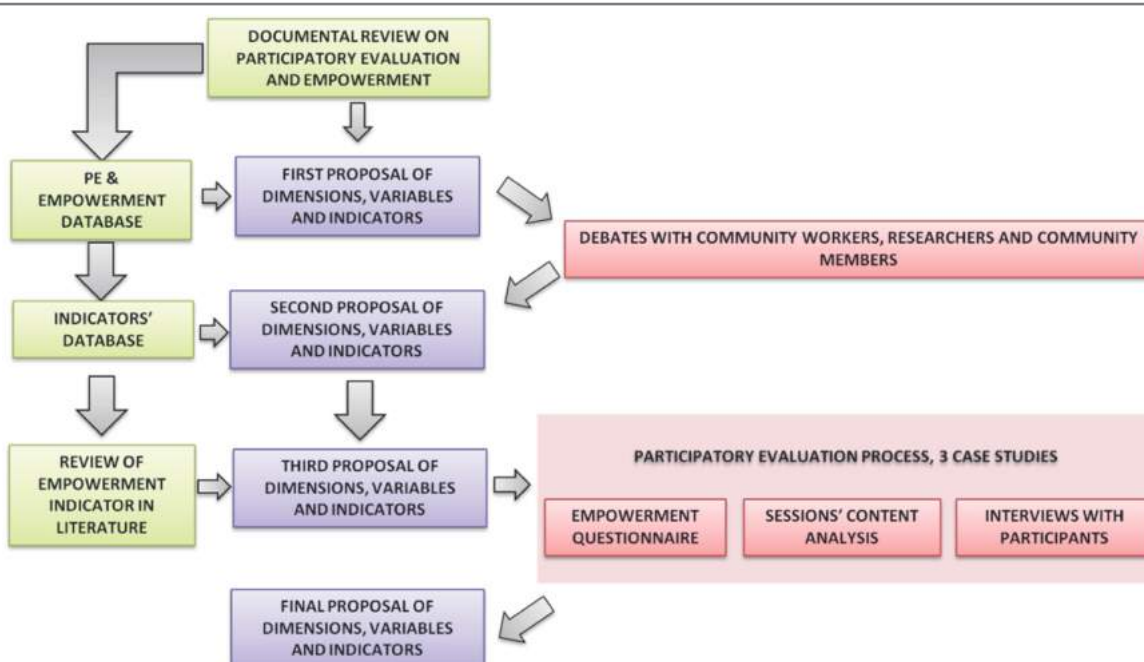 DOCUMENTAL REVIEW ON
PARTICIPATORY EVALUATION
AND EMPOWERMENT
PE &
EMPOWERMENT
DATABASE
FIRST PROPOSAL OF
DIMENSIONS, VARIABLES
AND INDICATORS
DEBATES WITH COMMUNITY WORKERS, RESEARCHERS AND COMMUNITY
MEMBERS
INDICATORS'
DATABASE
SECOND PROPOSAL OF
DIMENSIONS, VARIABLES
AND INDICATORS
REVIEW OF
EMPOWERMENT
INDICATOR IN
LITERATURE
THIRD PROPOSAL OF
DIMENSIONS, VARIABLES
AND INDICATORS
PARTICIPATORY EVALUATION PROCESS, 3 CASE STUDIES
EMPOWERMENT
QUESTIONNAIRE
SESSIONS' CONTENT
ANALYSIS
INTERVIEWS WITH
PARTICIPANTS
FINAL PROPOSAL OF
DIMENSIONS, VARIABLES
AND INDICATORS